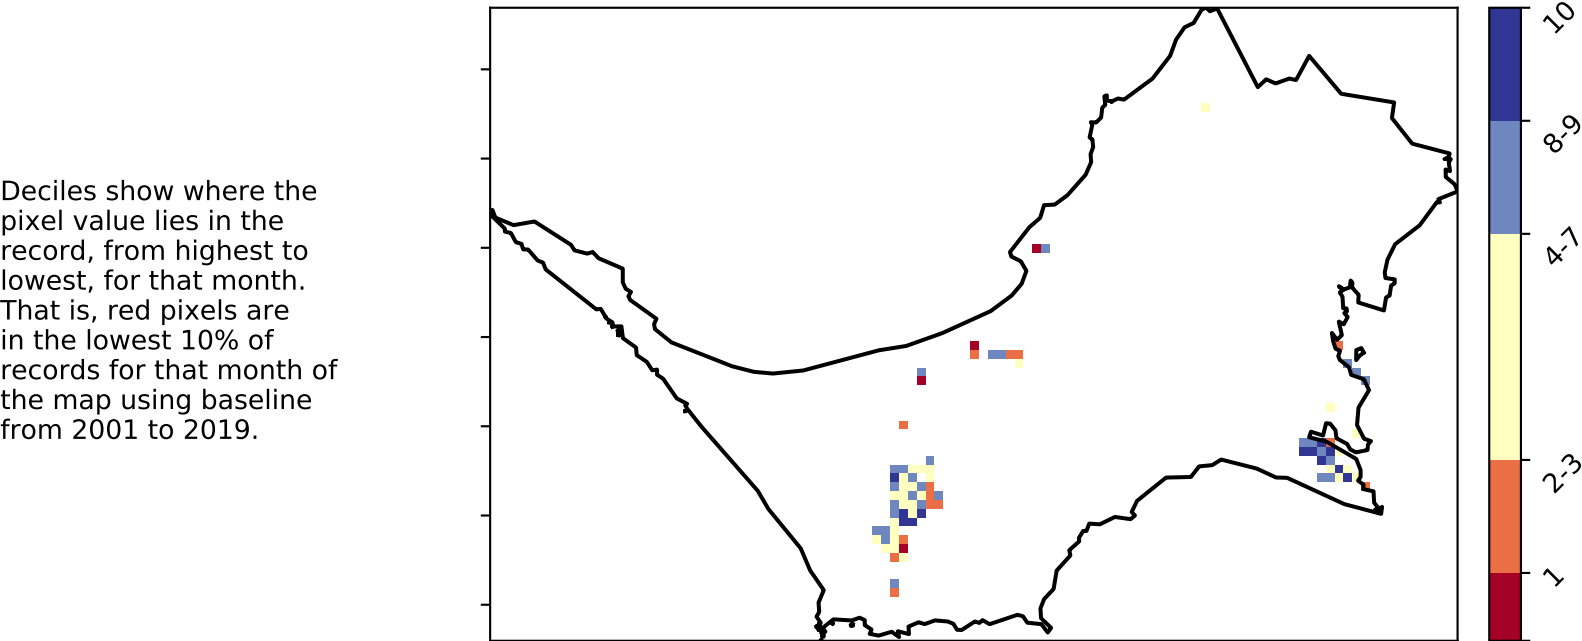 Deciles show where the
pixel value lies in the
record, from highest to
lowest, for that month.
That is, red pixels are
in the lowest 10% of
records for that month of
the map using baseline
from 2001 to 2019.
10
8-9
4-7
2-3
1